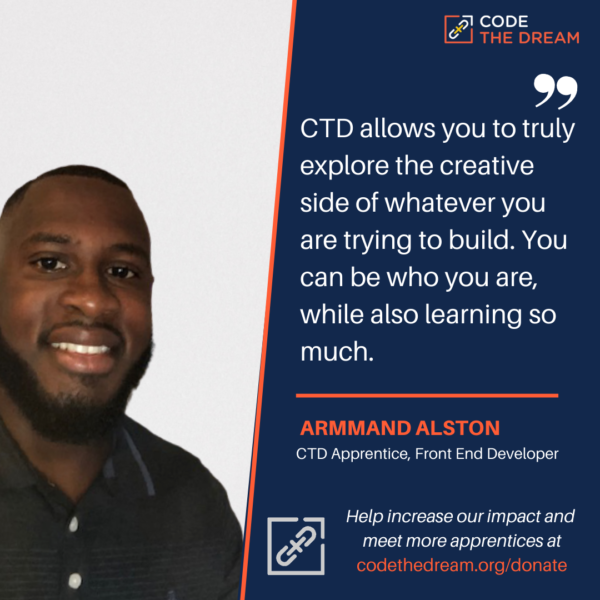 CODE
THE DREAM
”
CTD allows you to truly
explore the creative
side of whatever you
are trying to build. You
can be who you are,
while also learning so
much.
ARMMAND ALSTON
CTD Apprentice, Front End Developer
Help increase our impact and
meet more apprentices at
codethedream.org/donate